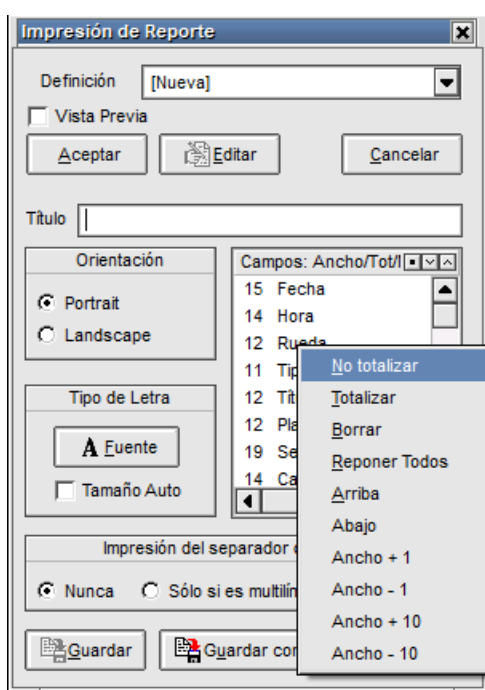 Impresión de Reporte
Definición [Nueva]
Vista Previa
Aceptar Editar Cancelar
Título
Orientación
Portrait
Landscape
Tipo de Letra
A Fuente
Tamaño Auto
Campos: Ancho/Tot/
15 Fecha
14 Hora
12 Rueda
11 Tip
12 Tít
12 Pla
19 Se
14 Ca
No totalizar
Totalizar
Borrar
Reponer Todos
Arriba
Abajo
Ancho + 1
Ancho - 1
Ancho + 10
Ancho - 10
Impresión del separador
Nunca Sólo si es multilín
Guardar Guardar con